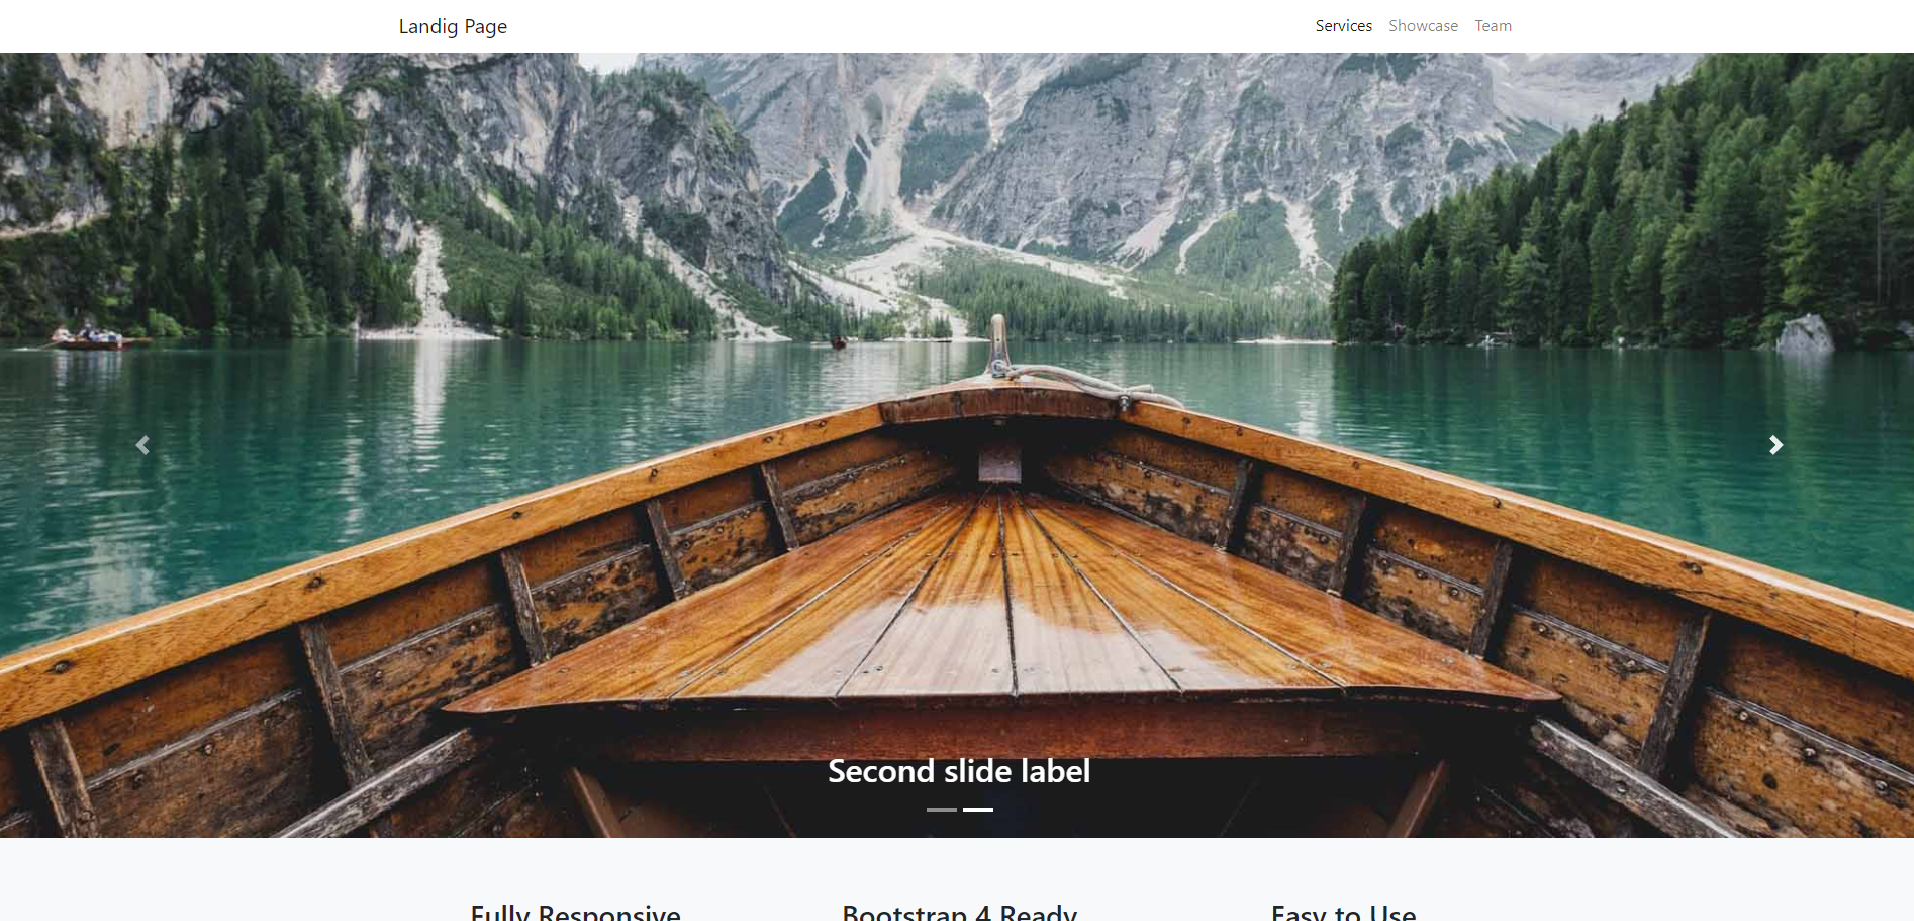 Landig Page
Services Showcase Team
Second slide label
Fully Responsive
Bootstrap 4 Ready
Easy to Use